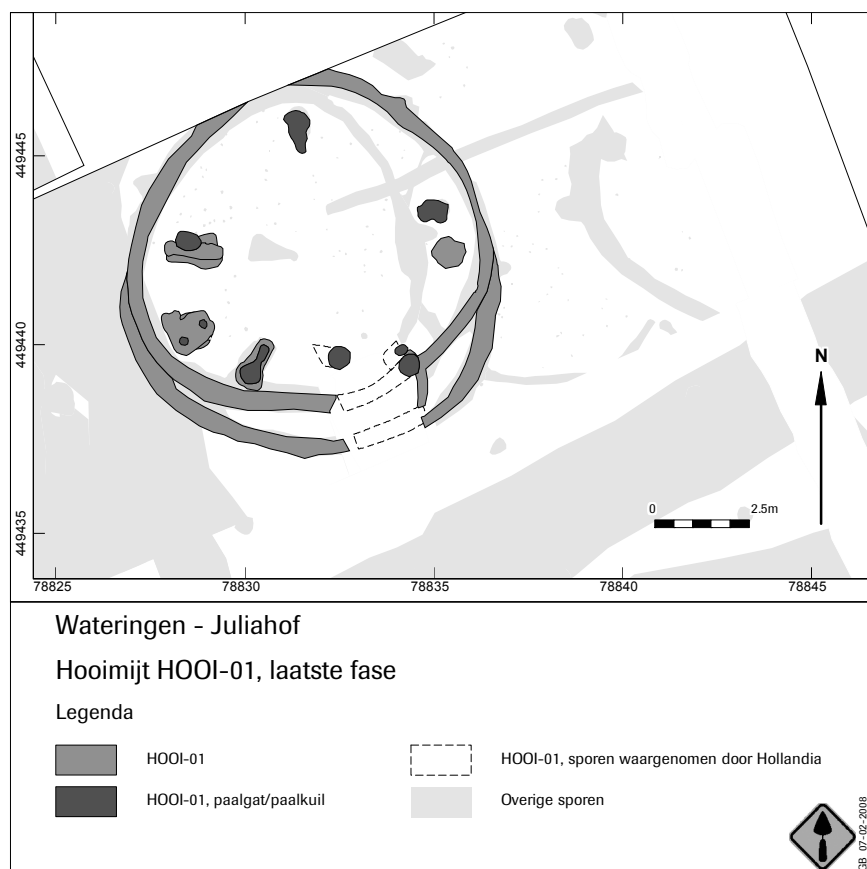 449445
449440
449435
N
0 2.5m
78825 78830 78835 78840 78845
Wateringen - Juliahof
Hooimijt HOOI-01, laatste fase
Legenda
HOOI-01
HOOI-01, sporen waargenomen door Hollandia
HOOI-01, paalgat/paalkuil
Overige sporen
GB 07-02-2008